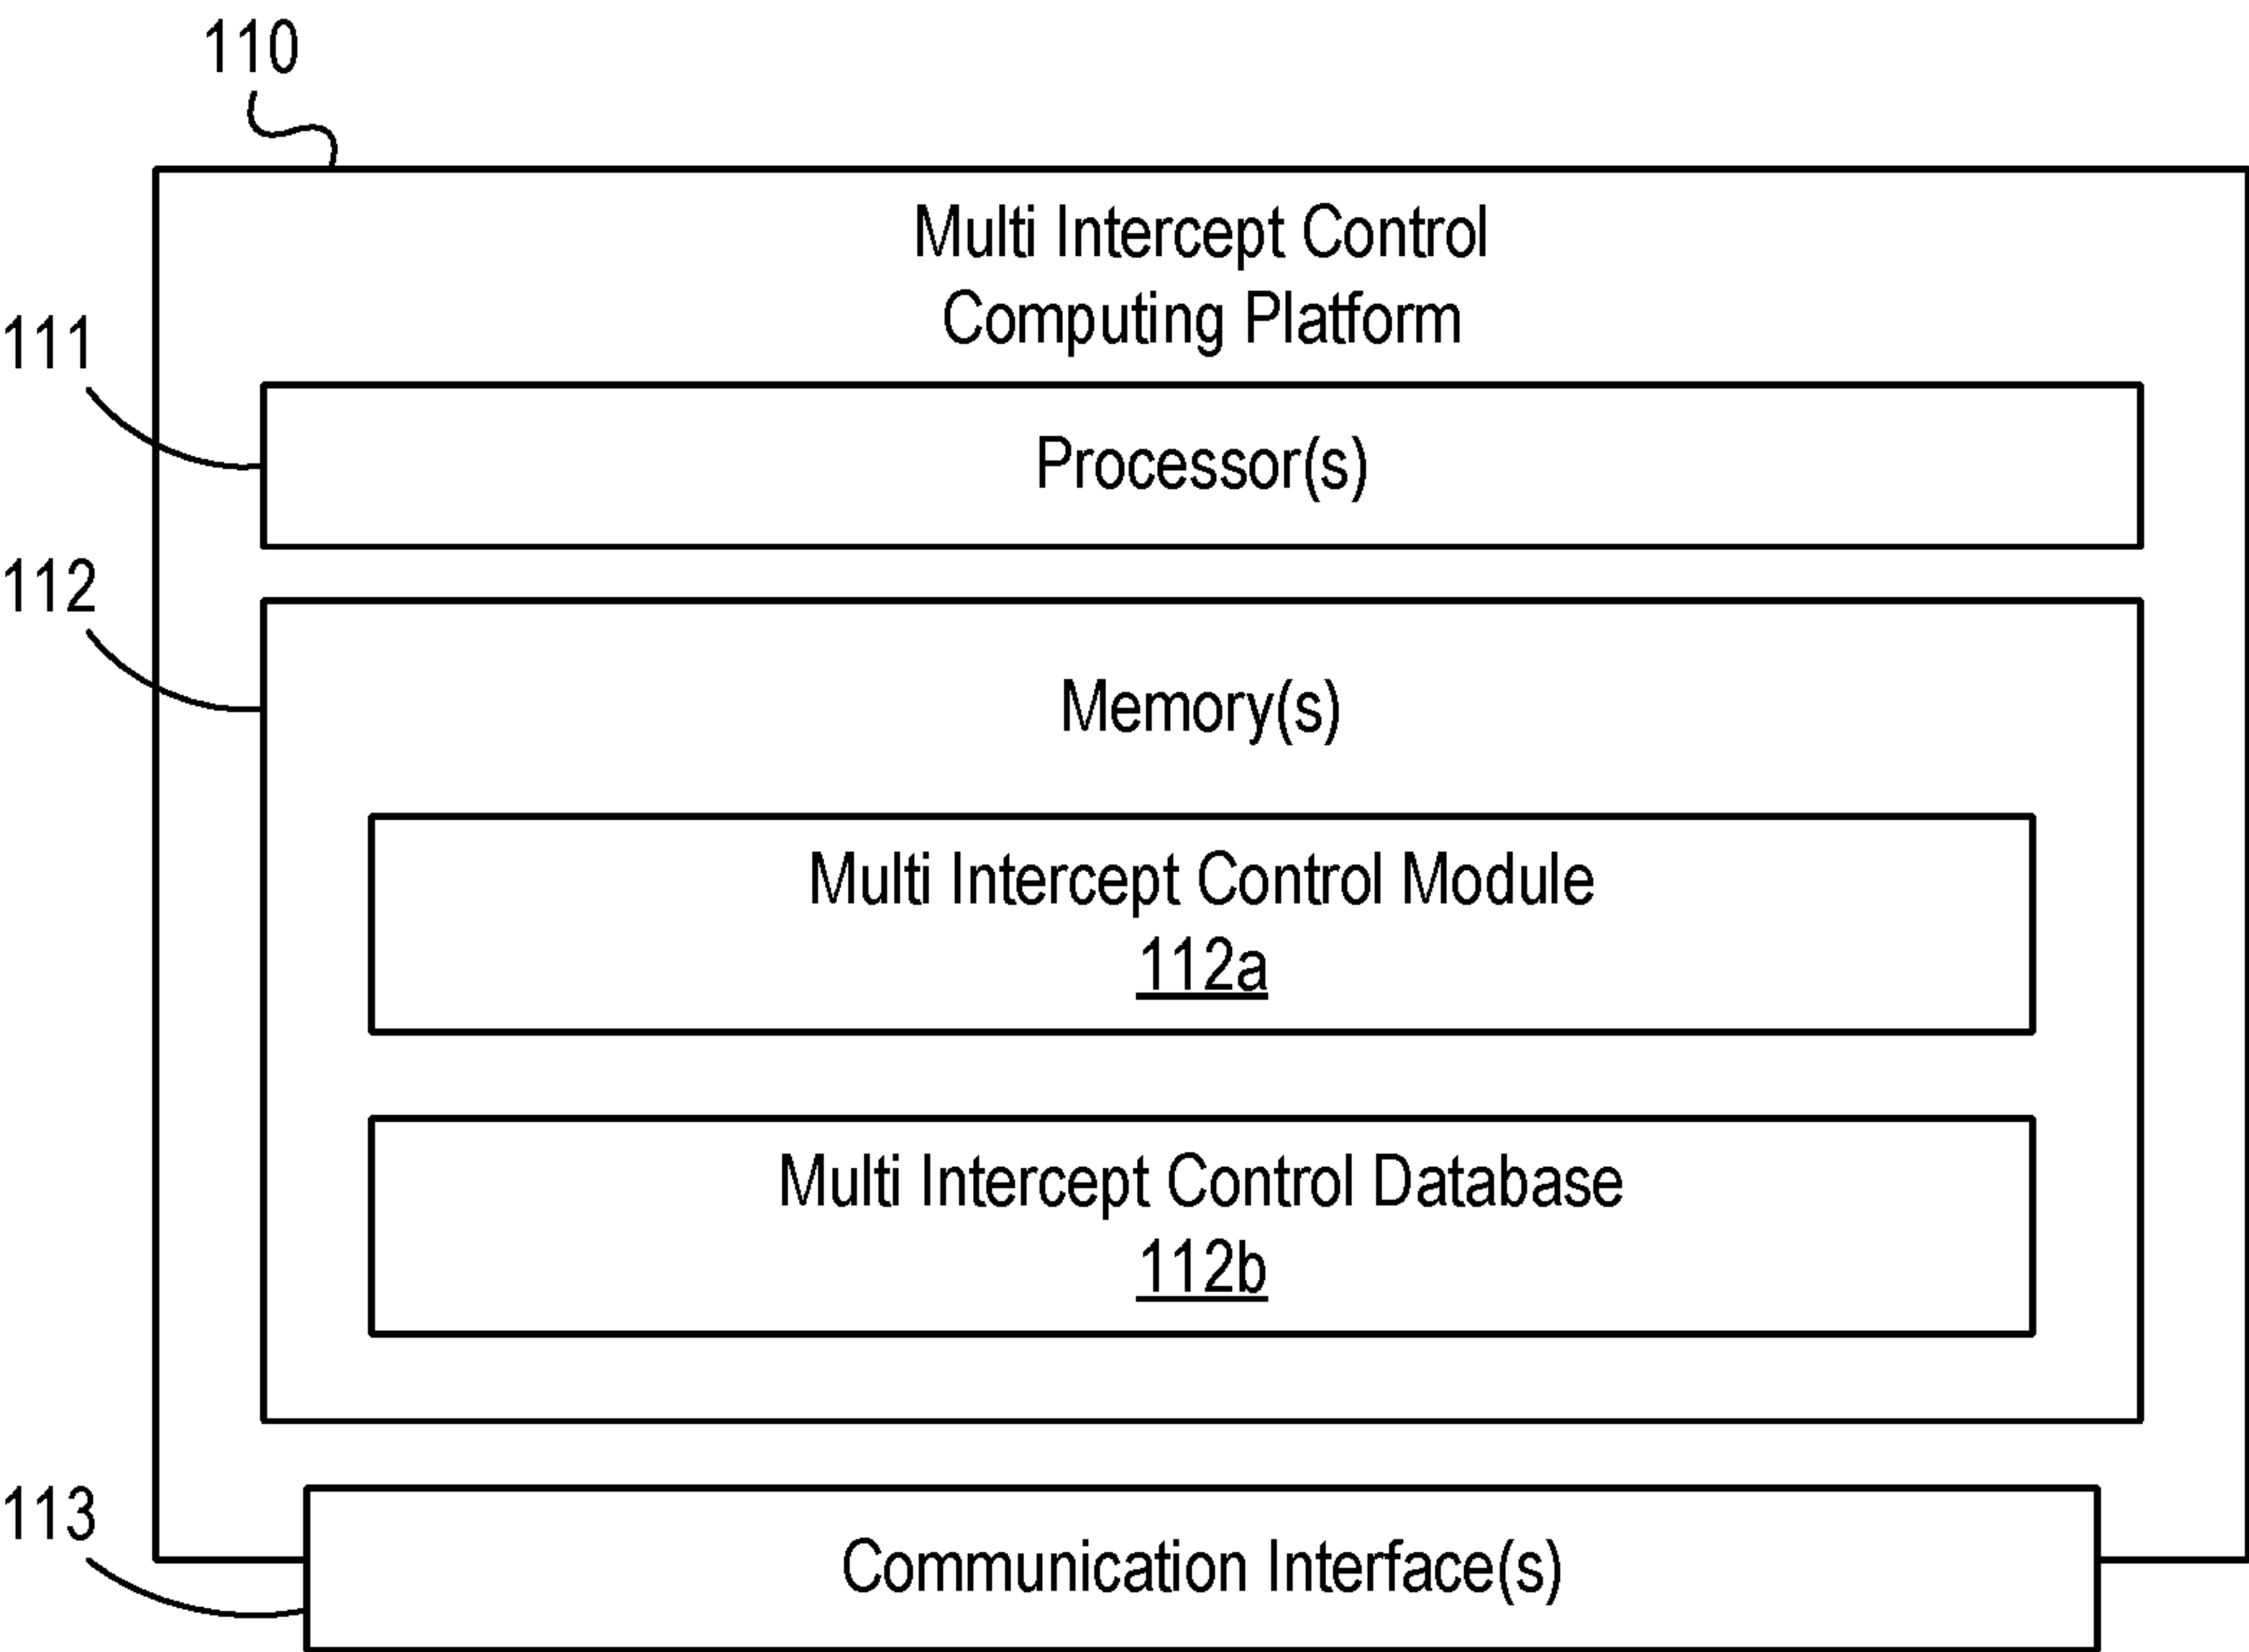 110
Multi Intercept Control
Computing Platform
111
Processor(s)
112
Memory(s)
Multi Intercept Control Module
112a
Multi Intercept Control Database
112b
113
Communication Interface(s)